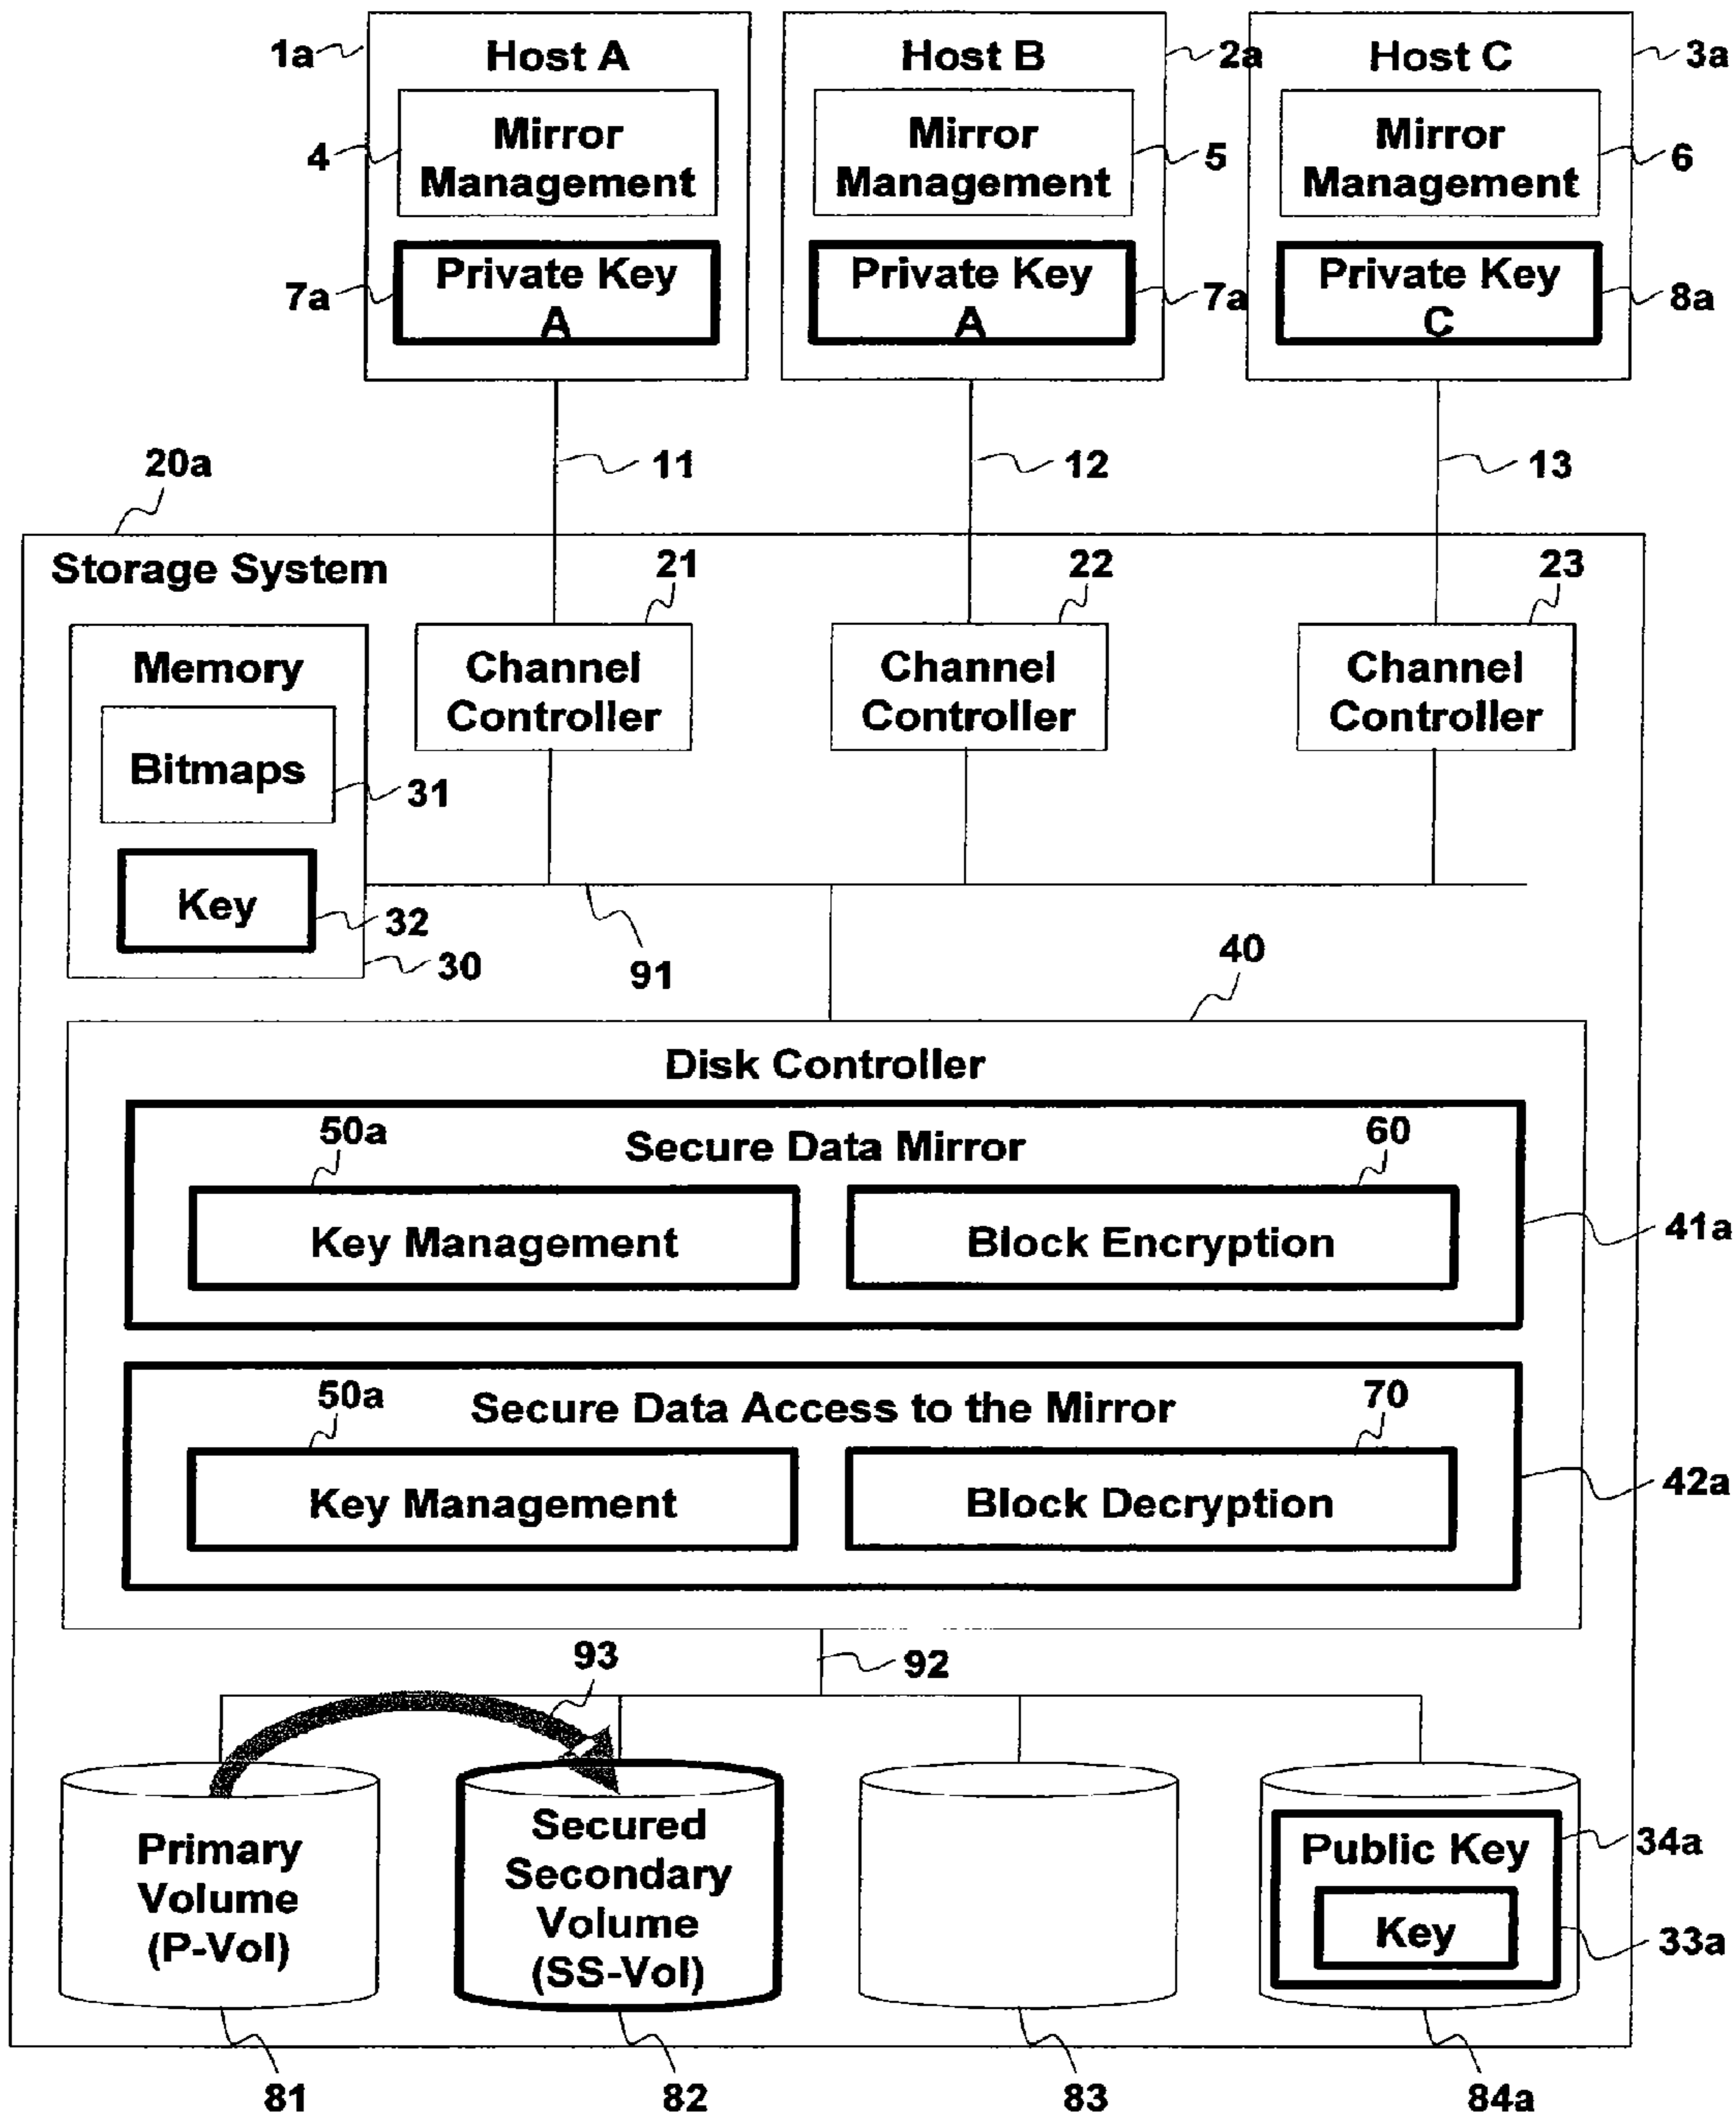 1a
Host A
Mirror
Management
4
Private Key
A
7a
Host B
2a
Mirror
Management
5
Private Key
A
7a
Host C
3a
Mirror
Management
6
Private Key
C
8a
20a
11
12
13
Storage System
21
22
23
Memory
Bitmaps
31
Key
32
30
Channel
Controller
Channel
Controller
Channel
Controller
91
40
Disk Controller
50a
Secure Data Mirror
60
Key Management
Block Encryption
41a
50a
Secure Data Access to the Mirror
70
Key Management
Block Decryption
42a
93
92
Primary
Volume
(P-Vol)
Secured
Secondary
Volume
(SS-Vol)
Public Key
34a
Key
33a
81
82
83
84a